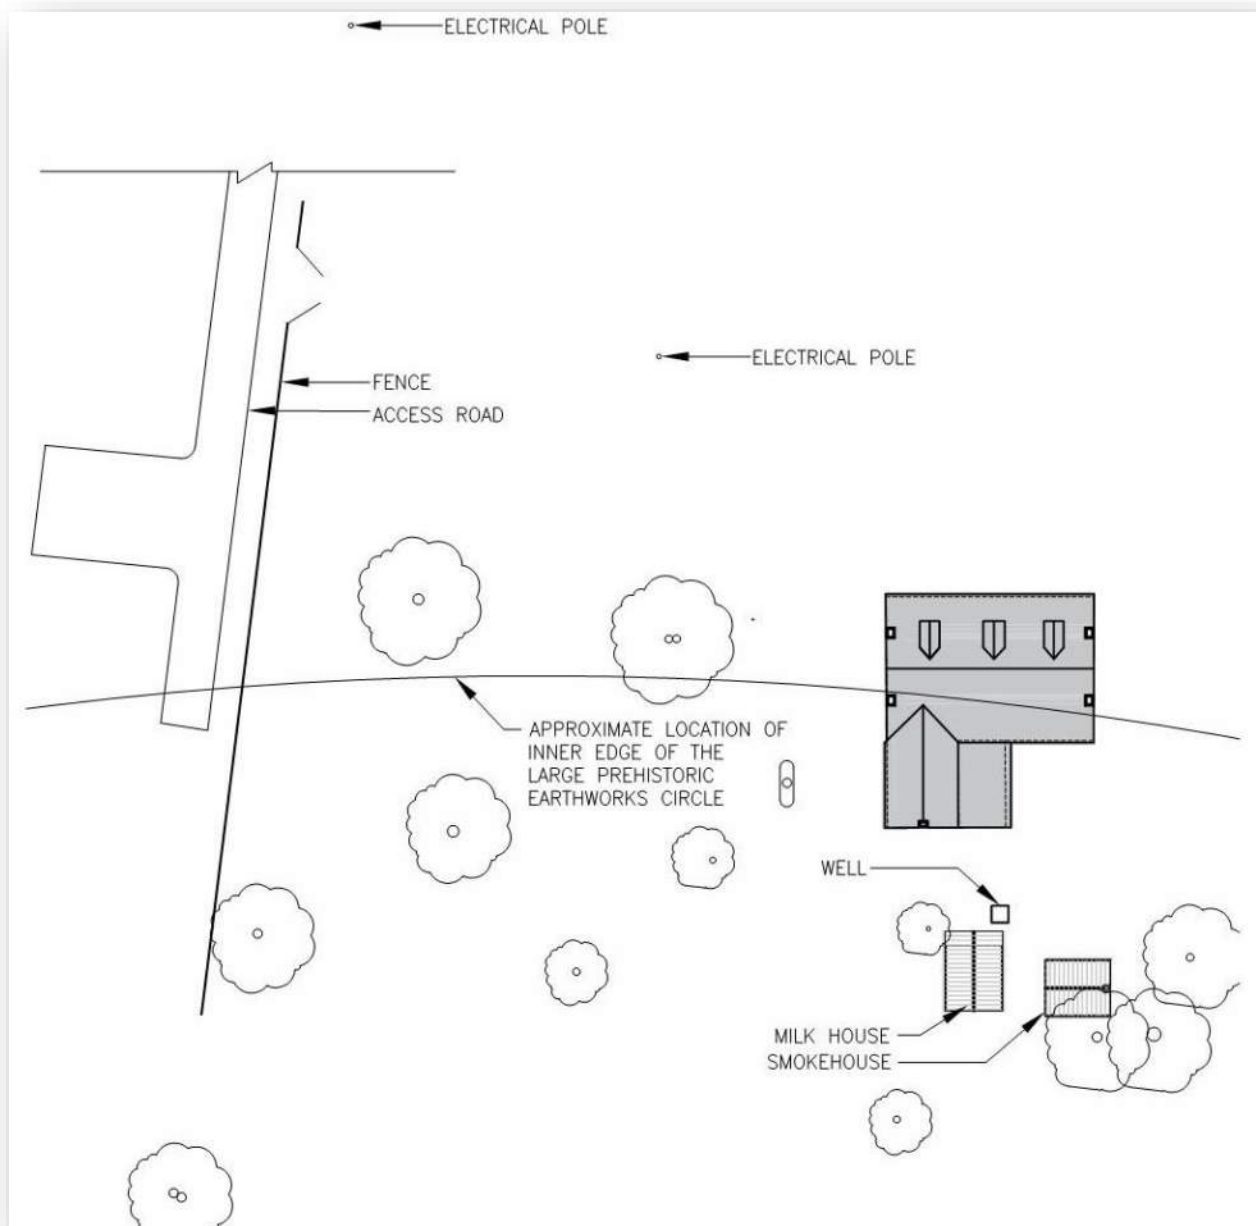 ELECTRICAL POLE
ELECTRICAL POLE
FENCE
ACCESS ROAD
APPROXIMATE LOCATION OF
INNER EDGE OF THE
LARGE PREHISTORIC
EARTHWORKS CIRCLE
WELL
MILK HOUSE
SMOKEHOUSE